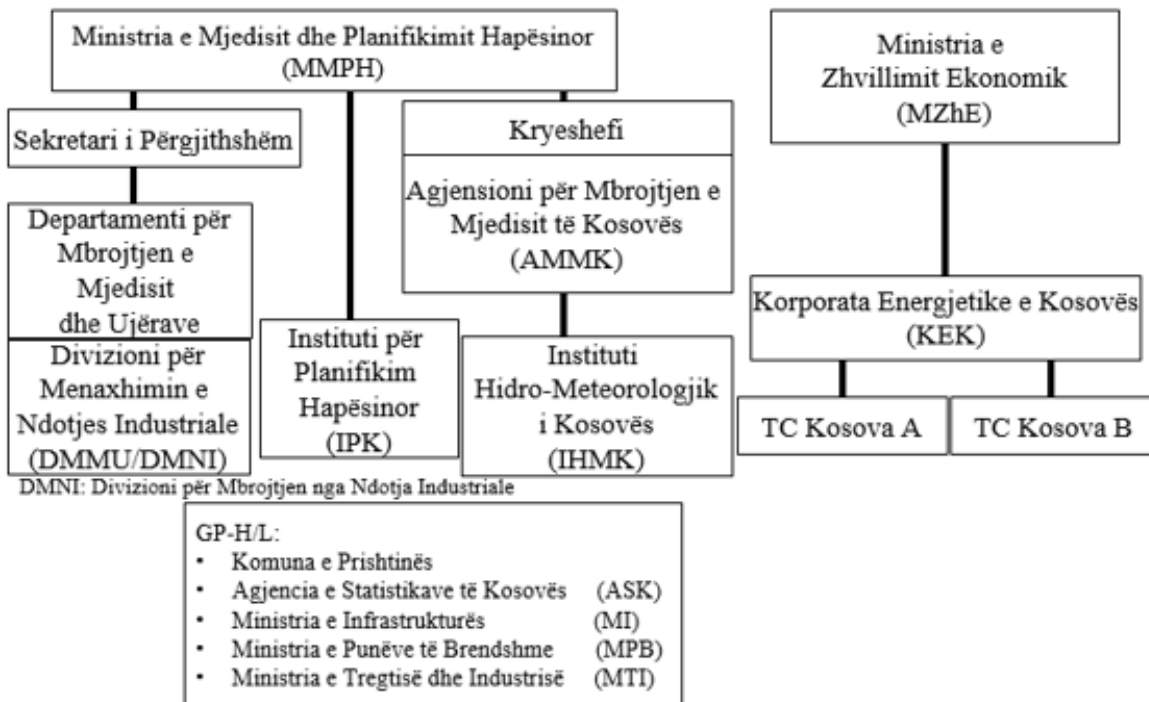 Ministria e Mjedisit dhe Planifikimit Hapësinor
(MMPH)
Sekretari i Përgjithshëm
Departamenti për
Mbrojtjen e
Mjedisit
dhe Ujërave
Divizioni për
Menaxhimin e
Ndotjes Industriale
(DMMU/DMNI)
Instituti për
Planifikim
Hapësinor
(IPK)
Kryeshefi
Agjensioni për Mbrojtjen e
Mjedisit të Kosovës
(AMMK)
Instituti
Hidro-Meteorologjik
i Kosovës
(IHMK)
Ministria e
Zhvillimit Ekonomik
(MZhE)
Korporata Energjetike e Kosovës
(KEK)
TC Kosova A
TC Kosova B
DMNI: Divizioni për Mbrojtjen nga Ndotja Industriale
GP-H/L:
• Komuna e Prishtinës
• Agjencia e Statistikave të Kosovës (ASK)
• Ministria e Infrastrukturës (MI)
• Ministria e Punëve të Brendshme (MPB)
• Ministria e Tregtisë dhe Industrisë (MTI)